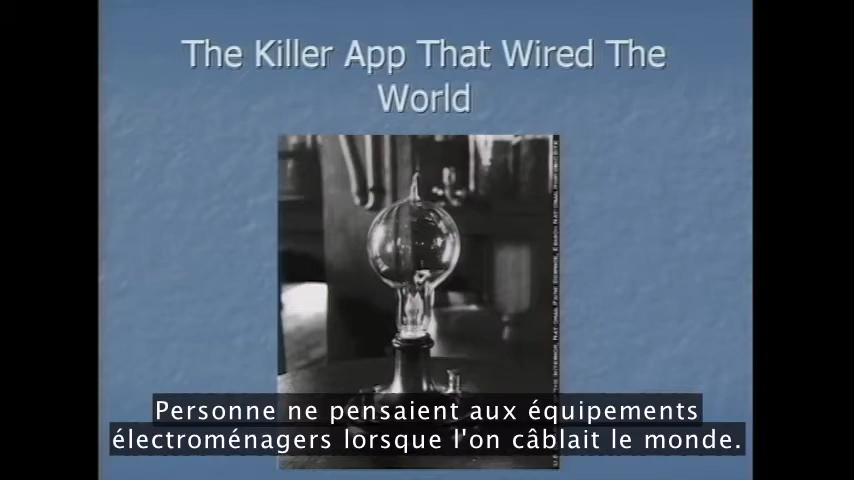 The Killer App That Wired The
World
Personne ne pensaient aux équipements
électroménagers lorsque l'on câblait le monde.